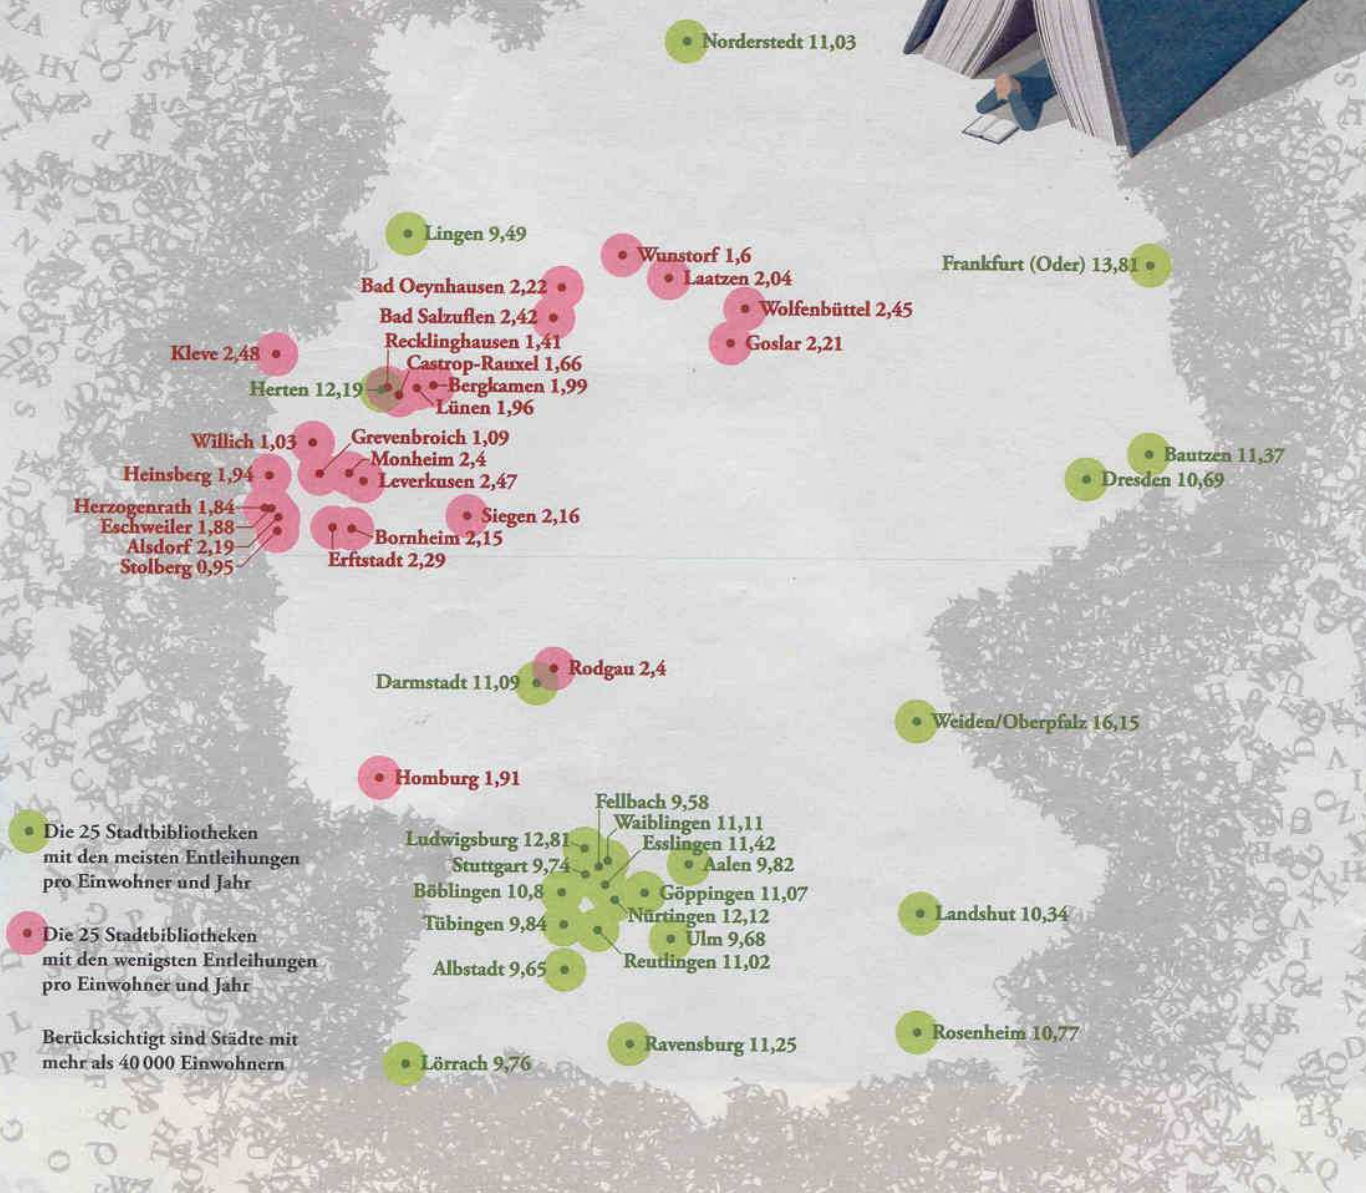 Norderstedt 11,03
Lingen 9,49
Wunstorf 1,6
Frankfurt (Oder) 13,81
Laatzen 2,04
Bad Oeynhausen 2,22
Wolfenbüttel 2,45
Bad Salzuflen 2,42
Recklinghausen 1,41
Goslar 2,21
Kleve 2,48
Castrop-Rauxel 1,66
Herten 12,19
Bergkamen 1,99
Lünen 1,96
Willich 1,03
Grevenbroich 1,09
Monheim 2,4
Bautzen 11,37
Heinsberg 1,94
Leverkusen 2,47
Dresden 10,69
Herzogenrath 1,84
Siegen 2,16
Eschweiler 1,88
Bornheim 2,15
Alsdorf 2,19
Erftstadt 2,29
Stolberg 0,95
Rodgau 2,4
Darmstadt 11,09
Weiden/Oberpfalz 16,15
Homburg 1,91
Fellbach 9,58
Waiblingen 11,11
Ludwigsburg 12,81
Esslingen 11,42
Stuttgart 9,74
Aalen 9,82
Böblingen 10,8
Göppingen 11,07
Nürtingen 12,12
Landshut 10,34
Tübingen 9,84
Ulm 9,68
Reutlingen 11,02
Albstadt 9,65
Rosenheim 10,77
Ravensburg 11,25
Lörrach 9,76
Die 25 Stadtbibliotheken
mit den meisten Entleihungen
pro Einwohner und Jahr
Die 25 Stadtbibliotheken
mit den wenigsten Entleihungen
pro Einwohner und Jahr
Berücksichtigt sind Städte mit
mehr als 40 000 Einwohnern